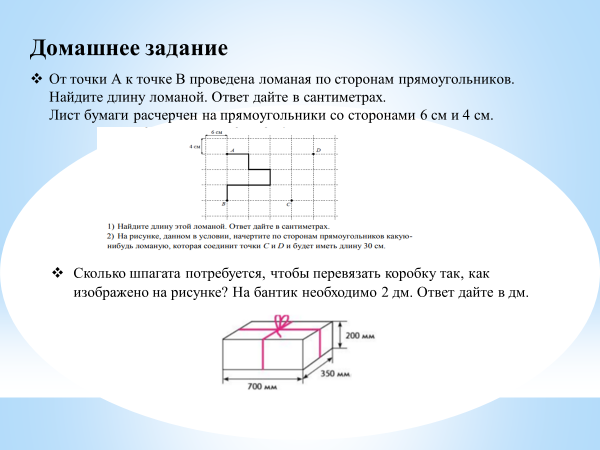 Домашнее задание
❖ От точки А к точке В проведена ломаная по сторонам прямоугольников.
Найдите длину ломаной. Ответ дайте в сантиметрах.
Лист бумаги расчерчен на прямоугольники со сторонами 6 см и 4 см.
6 см
4 см
A
D
B
C
1) Найдите длину этой ломаной. Ответ дайте в сантиметрах.
2) На рисунке, данном в условии, начертите по сторонам прямоугольников какую-
нибудь ломаную, которая соединит точки C и D и будет иметь длину 30 см.
❖ Сколько шпагата потребуется, чтобы перевязать коробку так, как
изображено на рисунке? На бантик необходимо 2 дм. Ответ дайте в дм.
200 мм
350 мм
700 мм